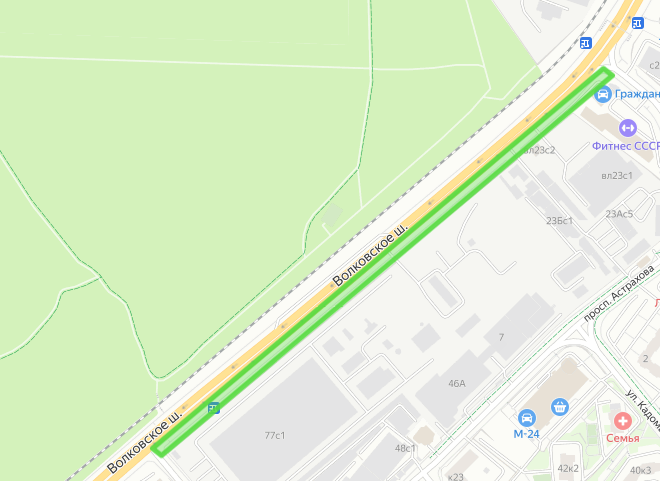 с2
Граждан
Фитнес СССР
вл23с2
вл23с1
23Ас5
23Бс1
Волковское ш.
просп. Астрахова
7
2
46А
ул. Кадом
Волковское ш.
77с1
М-24
Семья
48с1
к23
42к2
40к3